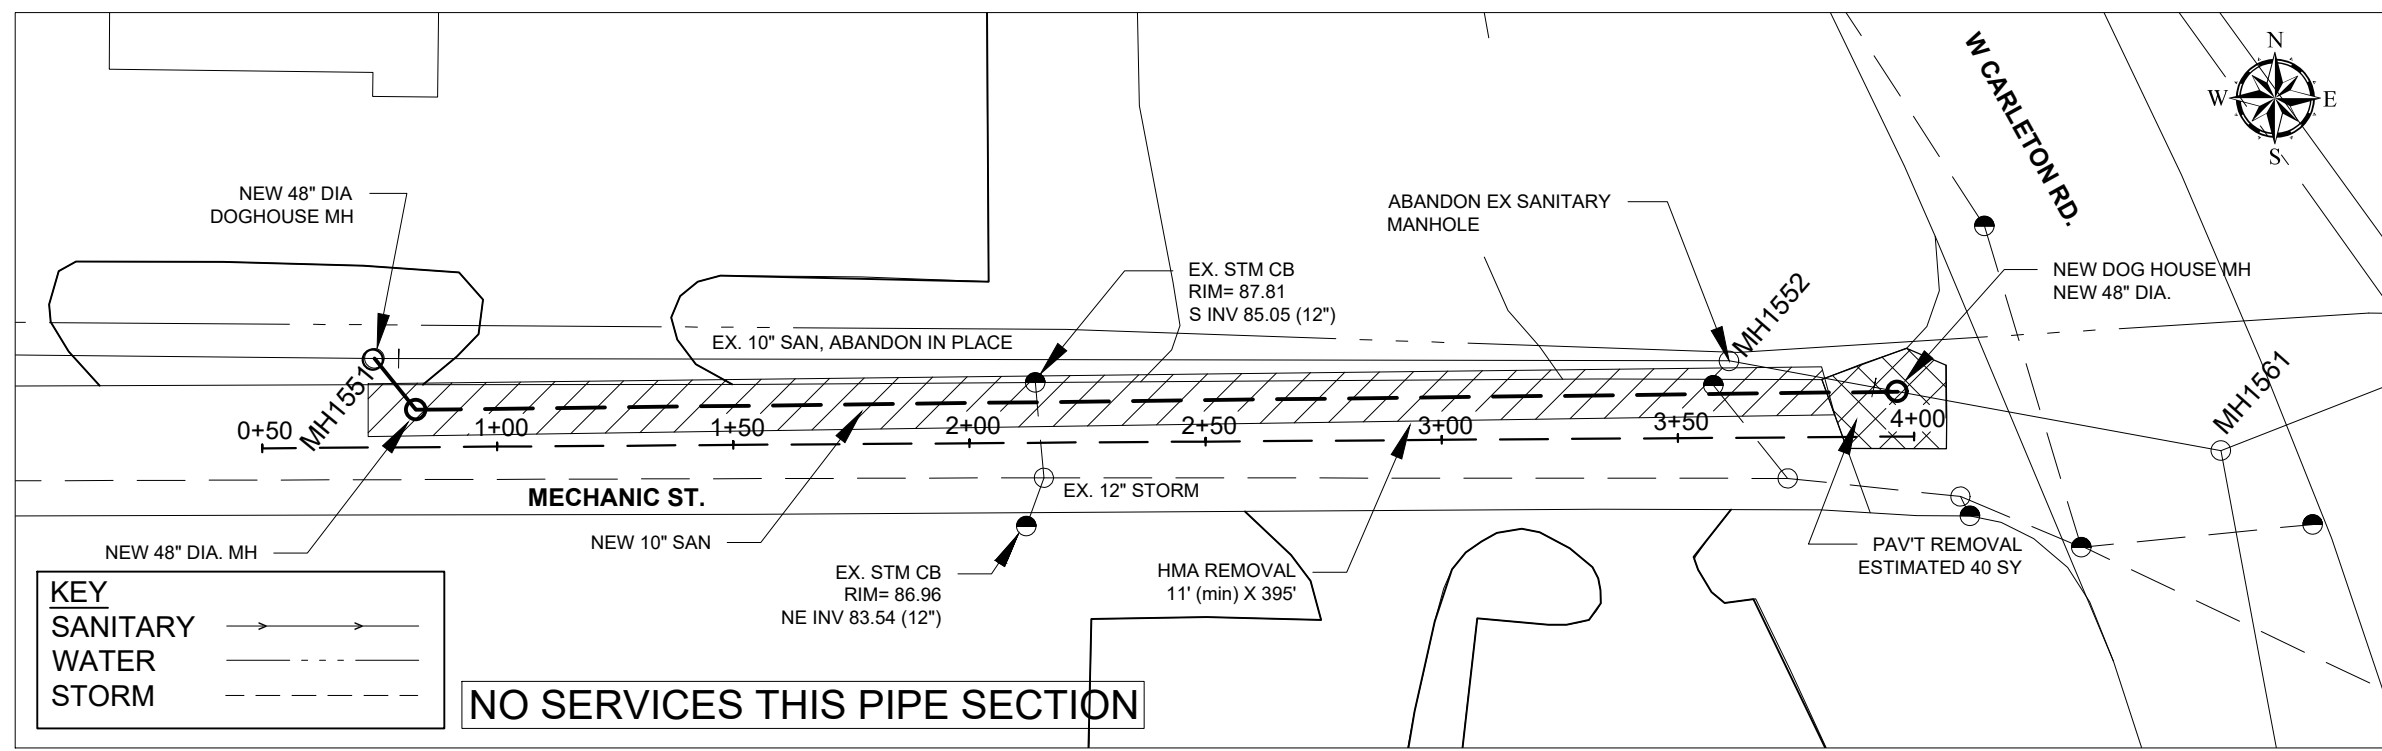 N
W
E
S
W CARLETON RD.
NEW 48" DIA
DOGHOUSE MH
ABANDON EX SANITARY
MANHOLE
EX. STM CB
RIM= 87.81
S INV 85.05 (12")
NEW DOG HOUSE MH
NEW 48" DIA.
MH1552
EX. 10" SAN, ABANDON IN PLACE
MH1551
MH1561
0+50
1+00
1+50
2+00
2+50
3+00
3+50
4+00
MECHANIC ST.
EX. 12" STORM
NEW 48" DIA. MH
NEW 10" SAN
EX. STM CB
RIM= 86.96
NE INV 83.54 (12")
HMA REMOVAL
11' (min) X 395'
PAV'T REMOVAL
ESTIMATED 40 SY
KEY
SANITARY
WATER
STORM
NO SERVICES THIS PIPE SECTION